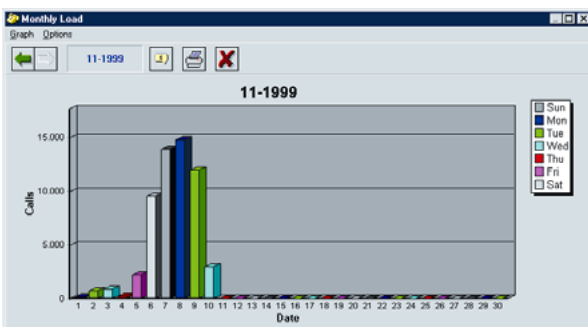 Monthly Load
Graph Options
11-1999
11-1999
15.000
10.000
5.000
0
Calls
1 2 3 4 5 6 7 8 9 10 11 12 13 14 15 16 17 18 19 20 21 22 23 24 25 26 27 28 29 30
Date
Sun
Mon
Tue
Wed
Thu
Fri
Sat